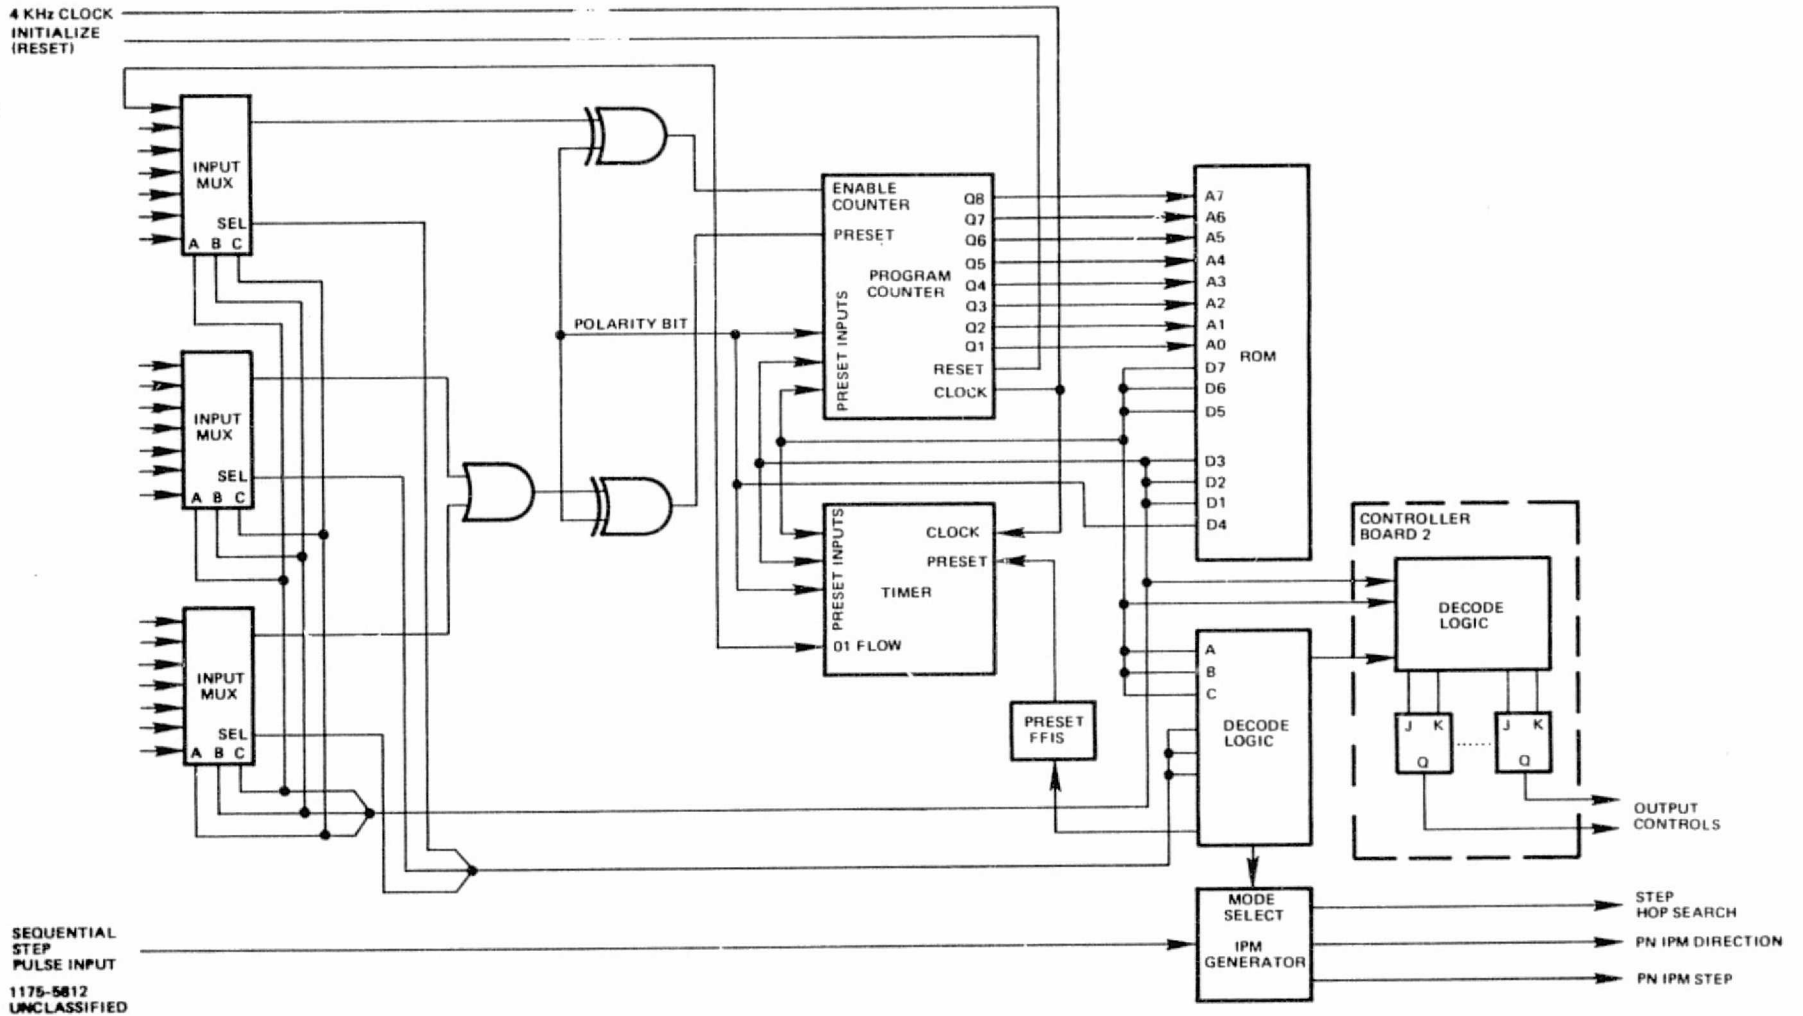 4 KHz CLOCK
INITIALIZE
(RESET)
INPUT
MUX
SEL
A B C
INPUT
MUX
SEL
A B C
INPUT
MUX
SEL
A B C
POLARITY BIT
ENABLE
COUNTER
PRESET
PROGRAM
COUNTER
PRESET INPUTS
Q8
Q7
Q6
Q5
Q4
Q3
Q2
Q1
RESET
CLOCK
A7
A6
A5
A4
A3
A2
A1
A0
D7
D6
D5
D3
D2
D1
D4
ROM
PRESET INPUTS
CLOCK
PRESET
TIMER
01 FLOW
PRESET
FFIS
A
B
C
DECODE
LOGIC
CONTROLLER
BOARD 2
DECODE
LOGIC
J K
Q
......
J K
Q
OUTPUT
CONTROLS
MODE
SELECT
IPM
GENERATOR
STEP
HOP SEARCH
PN IPM DIRECTION
PN IPM STEP
SEQUENTIAL
STEP
PULSE INPUT
1175-5812
UNCLASSIFIED